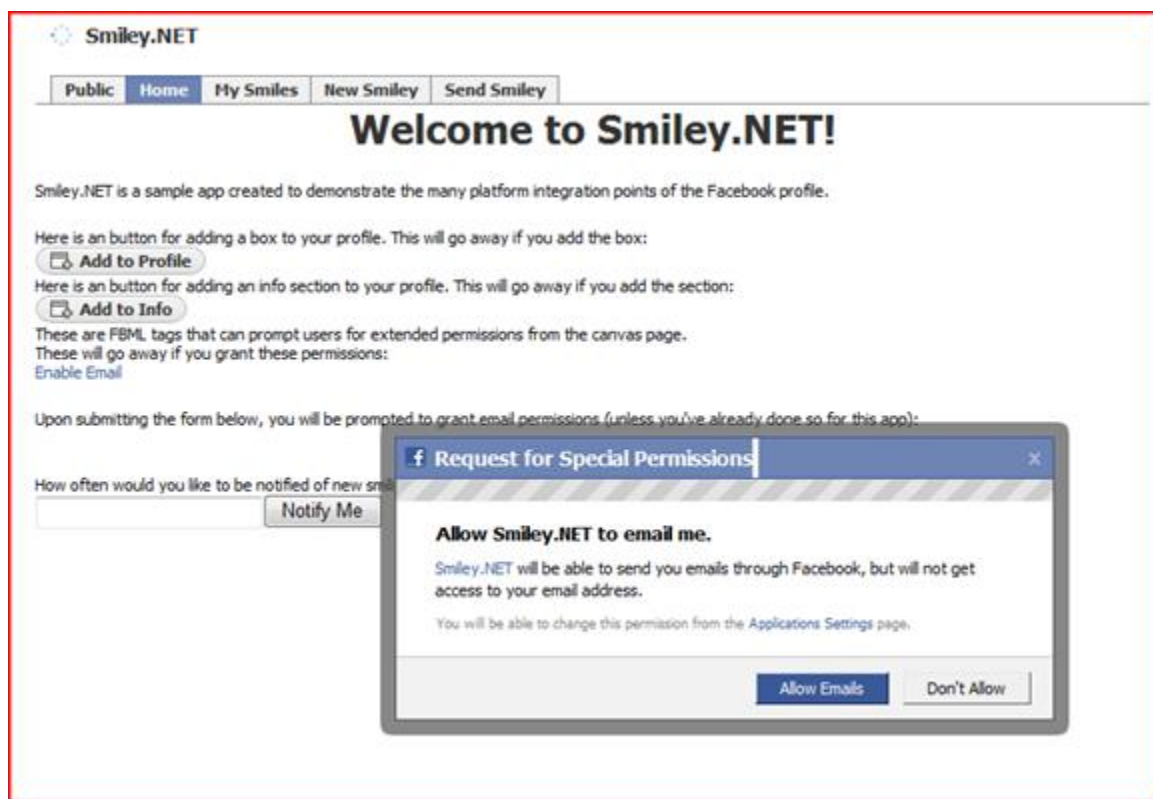 Smiley.NET
Public Home My Smiles New Smiley Send Smiley
Welcome to Smiley.NET!
Smiley.NET is a sample app created to demonstrate the many platform integration points of the Facebook profile.
Here is an button for adding a box to your profile. This will go away if you add the box:
Add to Profile
Here is an button for adding an info section to your profile. This will go away if you add the section:
Add to Info
These are FBML tags that can prompt users for extended permissions from the canvas page.
These will go away if you grant these permissions:
Enable Email
Upon submitting the form below, you will be prompted to grant email permissions (unless you've already done so for this app):
How often would you like to be notified of new
Notify Me
f Request for Special Permissions ×
Allow Smiley.NET to email me.
Smiley.NET will be able to send you emails through Facebook, but will not get
access to your email address.
You will be able to change this permission from the Applications Settings page.
Allow Emails Don't Allow